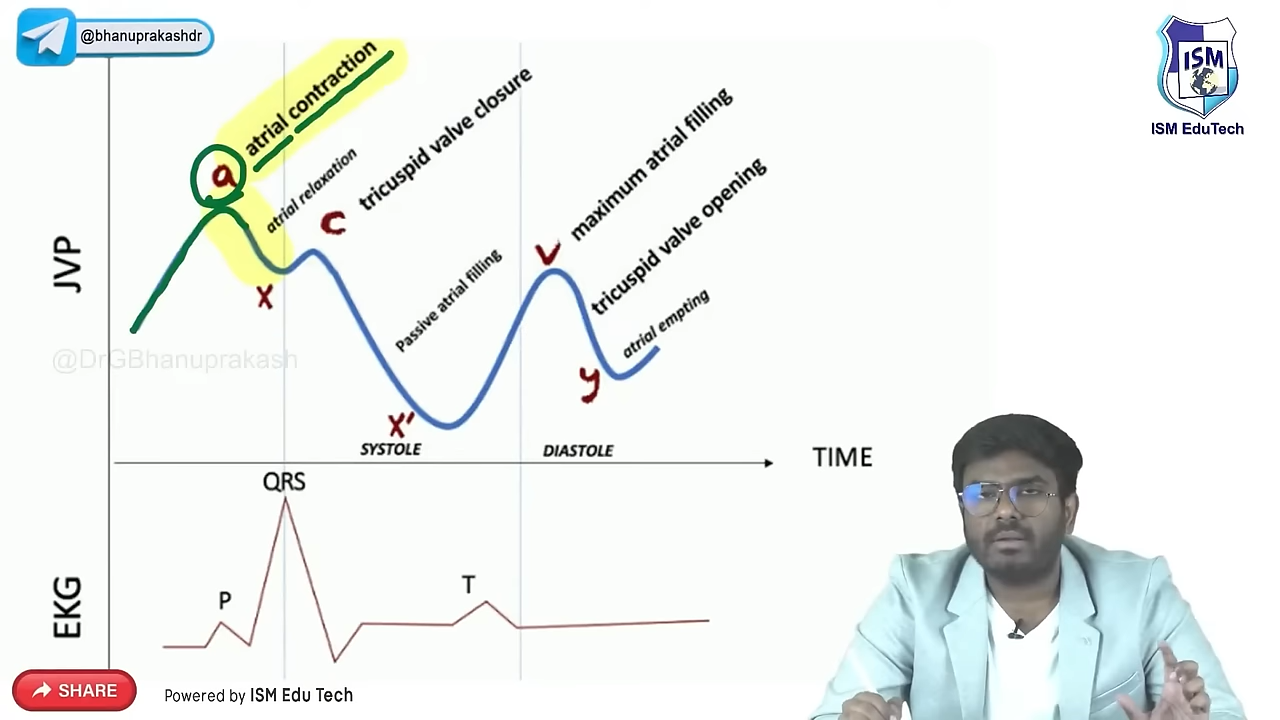 @bhanuprakashdr
ISM
ISM EduTech
a
atrial contraction
atrial relaxation
x
c
tricuspid valve closure
Passive atrial filling
x'
v
maximum atrial filling
tricuspid valve opening
y
atrial empting
JVP
@DrGBhanuprakash
SYSTOLE
DIASTOLE
TIME
QRS
P
T
EKG
SHARE
Powered by ISM Edu Tech